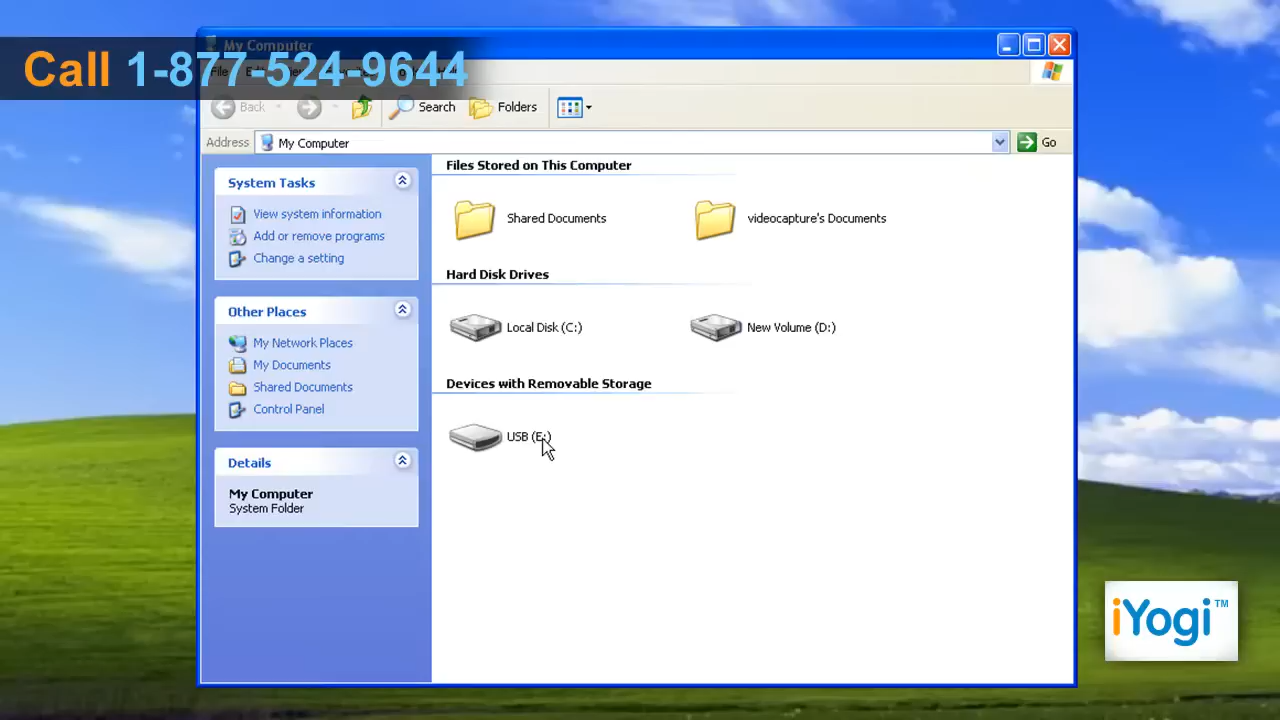 My Computer
Call 1-877-524-9644
Back
Search
Folders
Address
My Computer
Go
System Tasks
View system information
Add or remove programs
Change a setting
Other Places
My Network Places
My Documents
Shared Documents
Control Panel
Details
My Computer
System Folder
Files Stored on This Computer
Shared Documents
videocapture's Documents
Hard Disk Drives
Local Disk (C:)
New Volume (D:)
Devices with Removable Storage
USB (E:)
iYogi™